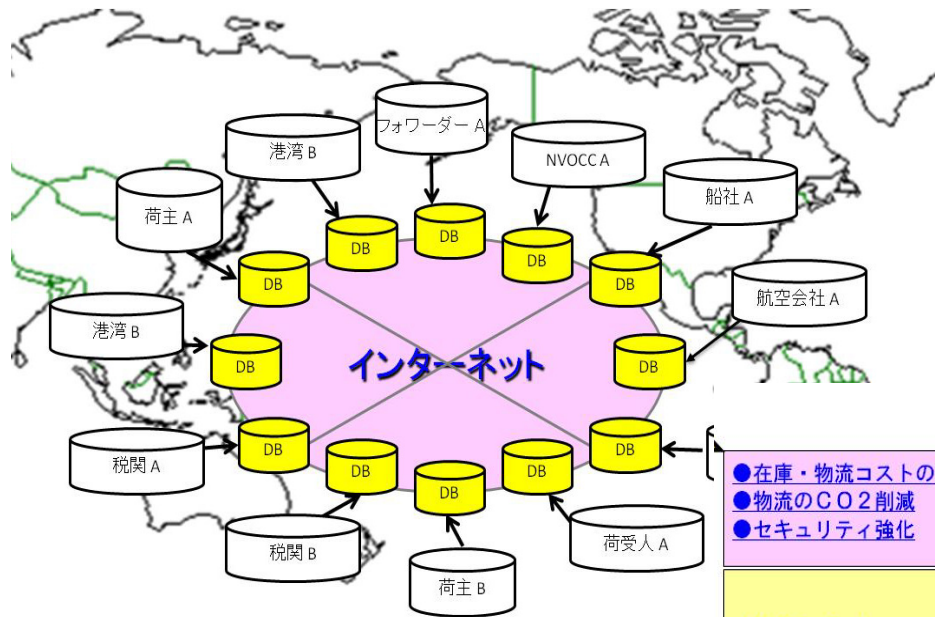 フォワーダー A
港湾 B
NVOCC A
船社 A
荷主 A
DB
DB
DB
DB
DB
航空会社 A
港湾 B
DB
インターネット
DB
税関 A
DB
DB
DB
DB
DB
税関 B
荷主 B
荷受人 A
●在庫・物流コストの
●物流のCO2削減
●セキュリティ強化